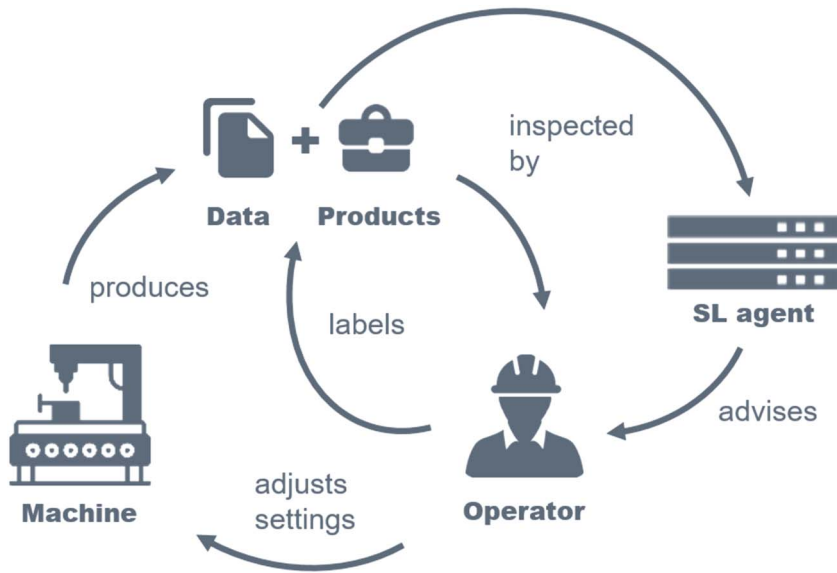 inspected
by
Data
Products
produces
labels
SL agent
advises
Machine
adjusts
settings
Operator